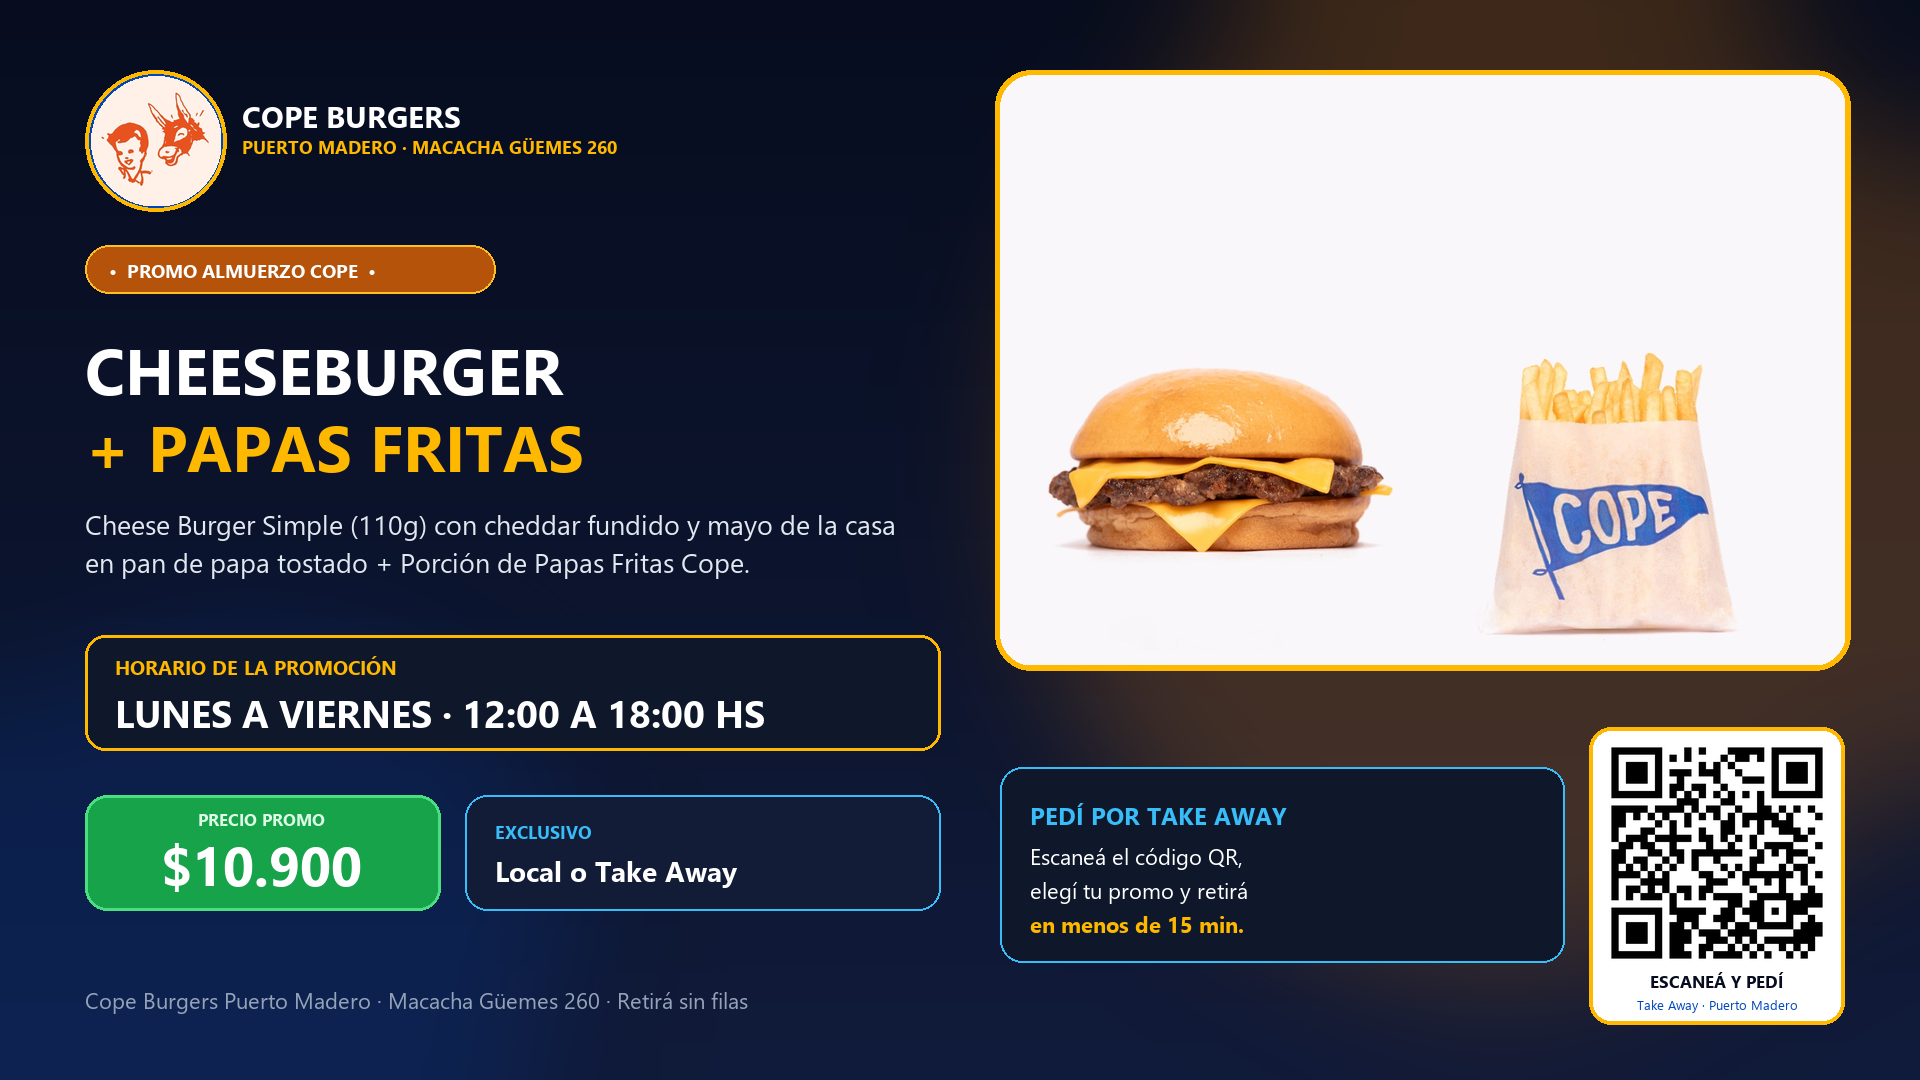 COPE BURGERS
PUERTO MADERO · MACACHA GÜEMES 260
• PROMO ALMUERZO COPE •
CHEESEBURGER
+ PAPAS FRITAS
Cheese Burger Simple (110g) con cheddar fundido y mayo de la casa
en pan de papa tostado + Porción de Papas Fritas Cope.
HORARIO DE LA PROMOCIÓN
LUNES A VIERNES · 12:00 A 18:00 HS
PRECIO PROMO
$10.900
EXCLUSIVO
Local o Take Away
Cope Burgers Puerto Madero · Macacha Güemes 260 · Retirá sin filas
COPE
PEDÍ POR TAKE AWAY
Escaneá el código QR,
elegí tu promo y retirá
en menos de 15 min.
ESCANEÁ Y PEDÍ
Take Away · Puerto Madero